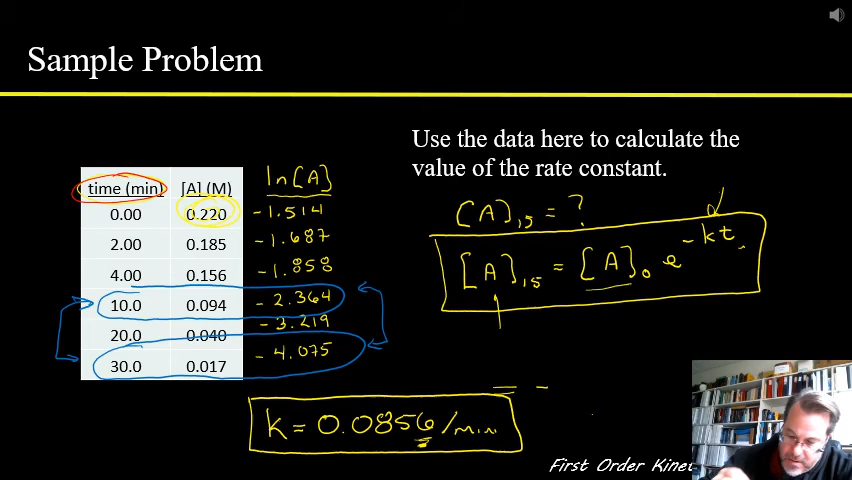 Sample Problem
Use the data here to calculate the
value of the rate constant.
time (min) [A] (M) ln[A]
0.00 0.220 -1.514
2.00 0.185 -1.687
4.00 0.156 -1.858
10.0 0.094 -2.364
20.0 0.040 -3.219
30.0 0.017 -4.075
[A]₁₅ = ?
[A]₁₅ = [A]₀ e^-kt
= -
k = 0.0856/min
First Order Kinet